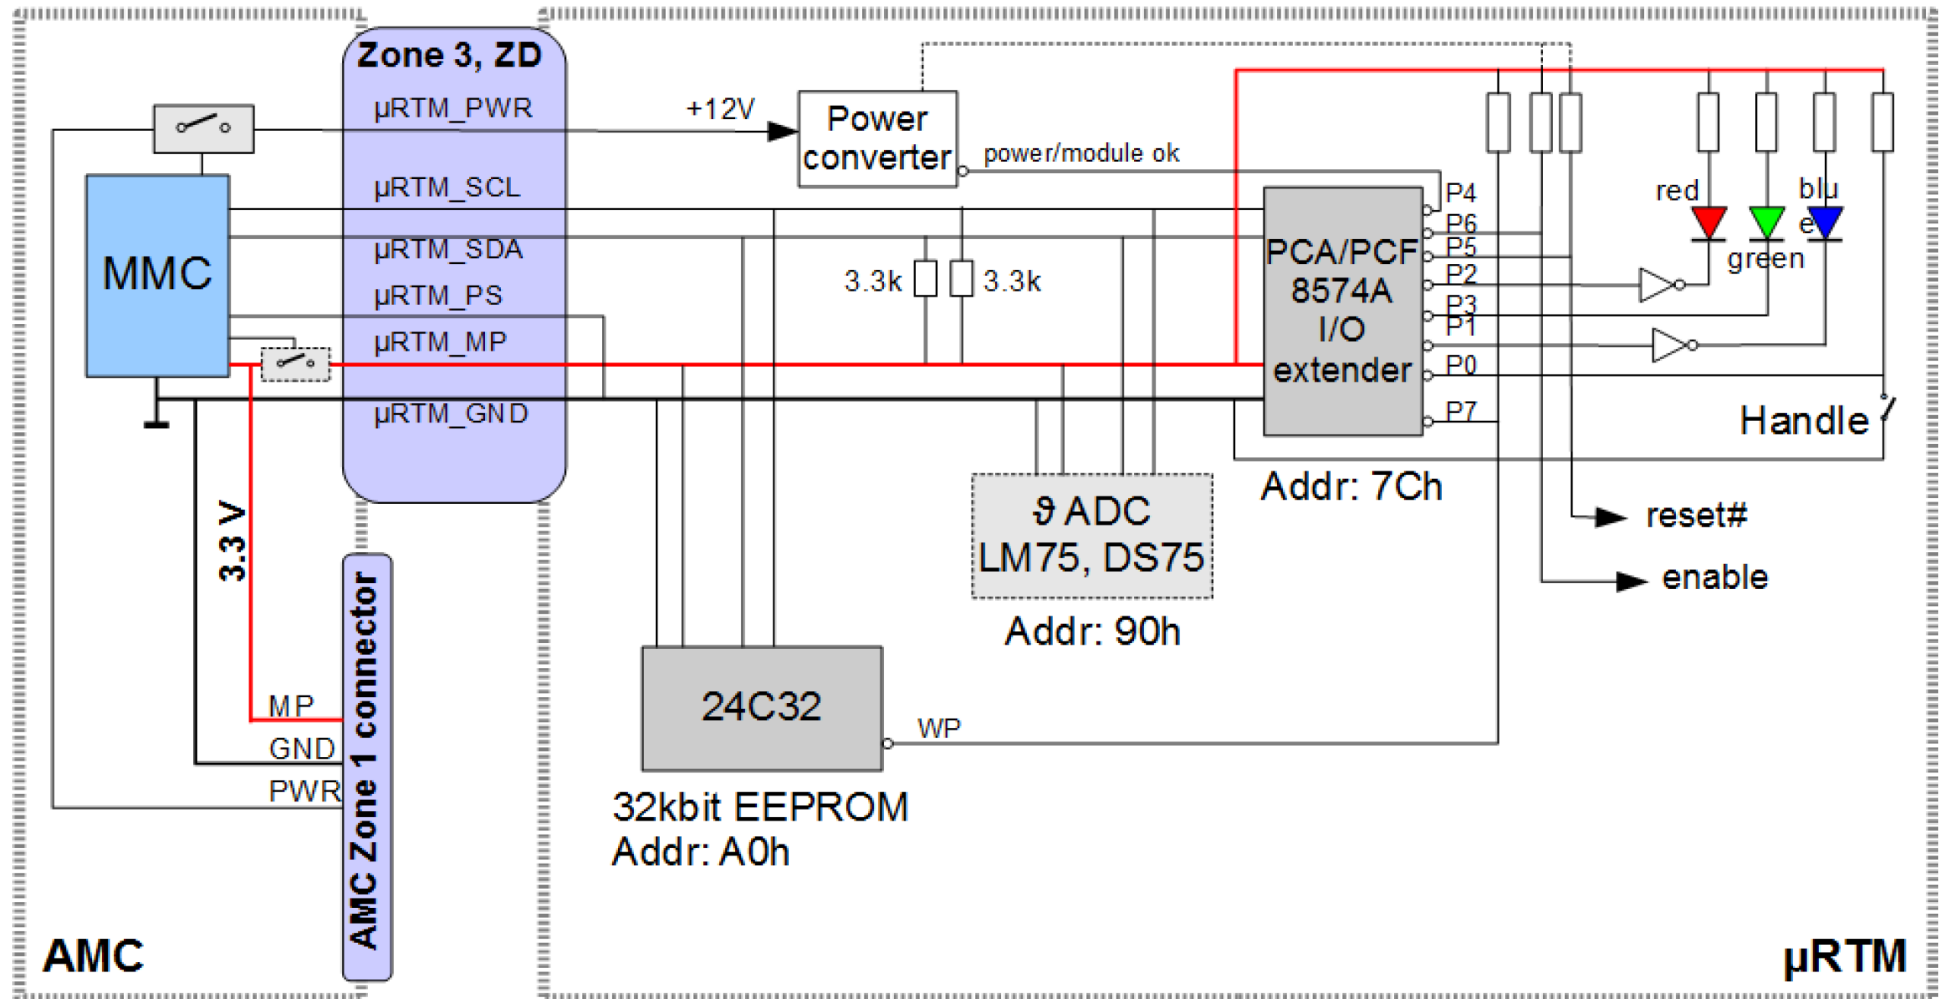 Zone 3, ZD
µRTM_PWR
+12V
Power
converter
power/module ok
µRTM_SCL
µRTM_SDA
µRTM_PS
µRTM_MP
µRTM_GND
MMC
3.3k
3.3k
PCA/PCF
8574A
I/O
extender
P4
P6
P5
P2
P3
P1
P0
P7
red
green
blu
e
Handle
Addr: 7Ch
reset#
enable
ϑ ADC
LM75, DS75
Addr: 90h
3.3 V
24C32
WP
32kbit EEPROM
Addr: A0h
MP
GND
PWR
AMC Zone 1 connector
AMC
µRTM